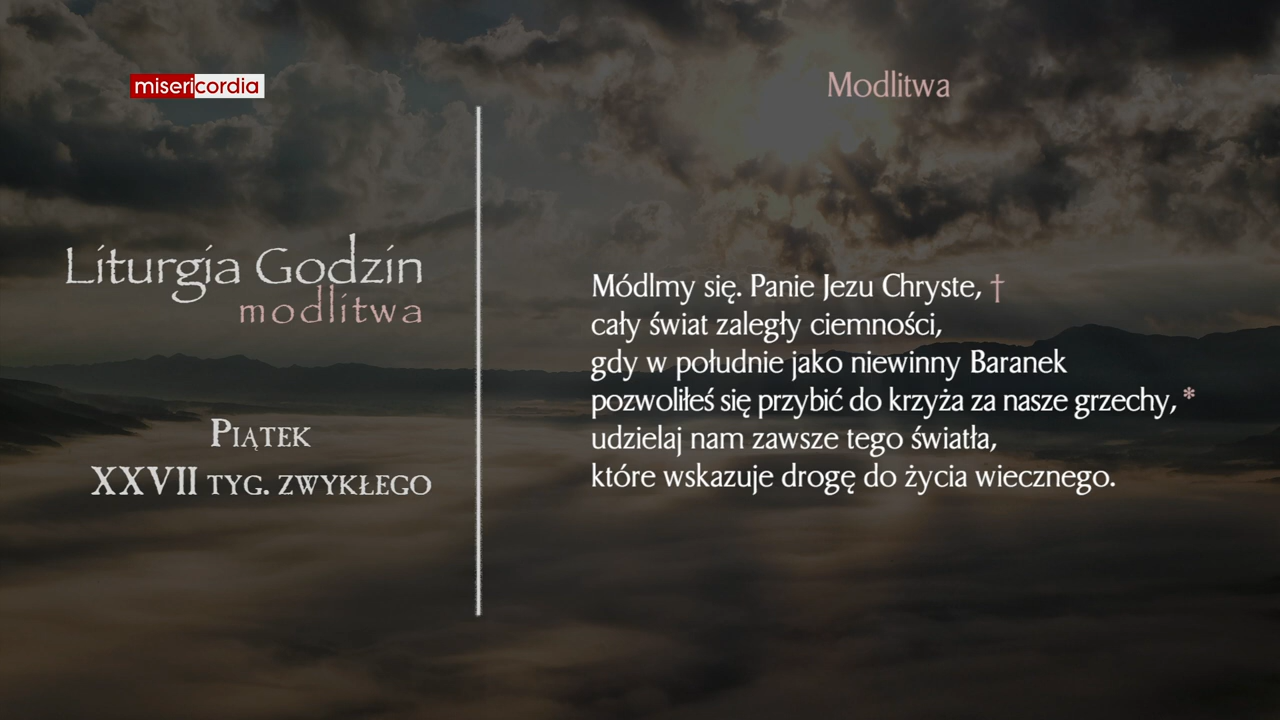 misericordia
Liturgia Godzin
modlitwa
Piątek
XXVII tyg. zwykłego
Modlitwa
Módlmy się. Panie Jezu Chryste, †
cały świat zaległy ciemności,
gdy w południe jako niewinny Baranek
pozwoliłeś się przybić do krzyża za nasze grzechy, *
udzielaj nam zawsze tego światła,
które wskazuje drogę do życia wiecznego.